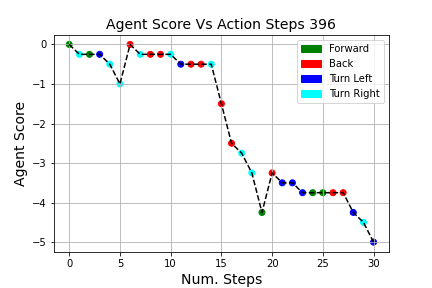 Agent Score Vs Action Steps 396
Forward
Back
Turn Left
Turn Right
Agent Score
0
−1
−2
−3
−4
−5
0 5 10 15 20 25 30
Num. Steps